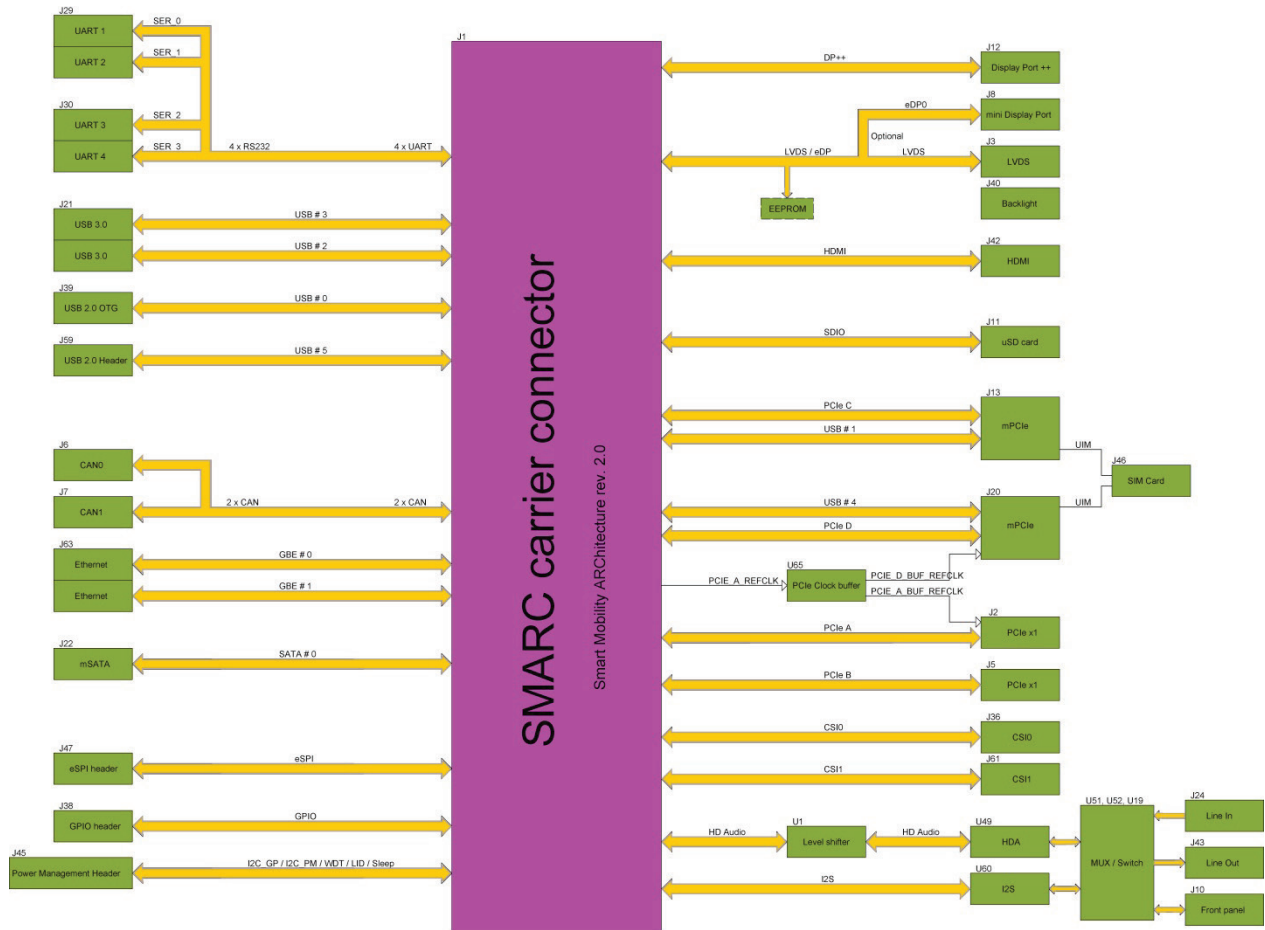 J29
UART 1
SER_0
UART 2
SER_1
J30
UART 3
SER_2
UART 4
SER_3
4 x RS232
4 x UART
J21
USB 3.0
USB # 3
USB 3.0
USB # 2
J39
USB 2.0 OTG
USB # 0
J59
USB 2.0 Header
USB # 5
J6
CAN0
J7
CAN1
2 x CAN
2 x CAN
J63
Ethernet
GBE # 0
Ethernet
GBE # 1
J22
mSATA
SATA # 0
J47
eSPI header
eSPI
J38
GPIO header
GPIO
J45
Power Management Header
I2C_GP / I2C_PM / WDT / LID / Sleep
J1
SMARC carrier connector
Smart Mobility ARChitecture rev. 2.0
DP++
J12
Display Port ++
eDP0
J8
mini Display Port
Optional
LVDS / eDP
LVDS
J3
LVDS
EEPROM
J40
Backlight
HDMI
J42
HDMI
SDIO
J11
uSD card
PCIe C
USB # 1
J13
mPCIe
UIM
J46
SIM Card
UIM
USB # 4
PCIe D
J20
mPCIe
PCIE_A_REFCLK
U65
PCIe Clock buffer
PCIE_D_BUF_REFCLK
PCIE_A_BUF_REFCLK
PCIe A
J2
PCIe x1
PCIe B
J5
PCIe x1
CSI0
J36
CSI0
CSI1
J61
CSI1
HD Audio
U1
Level shifter
HD Audio
U49
HDA
I2S
U60
I2S
U51, U52, U19
MUX / Switch
J24
Line In
J43
Line Out
J10
Front panel